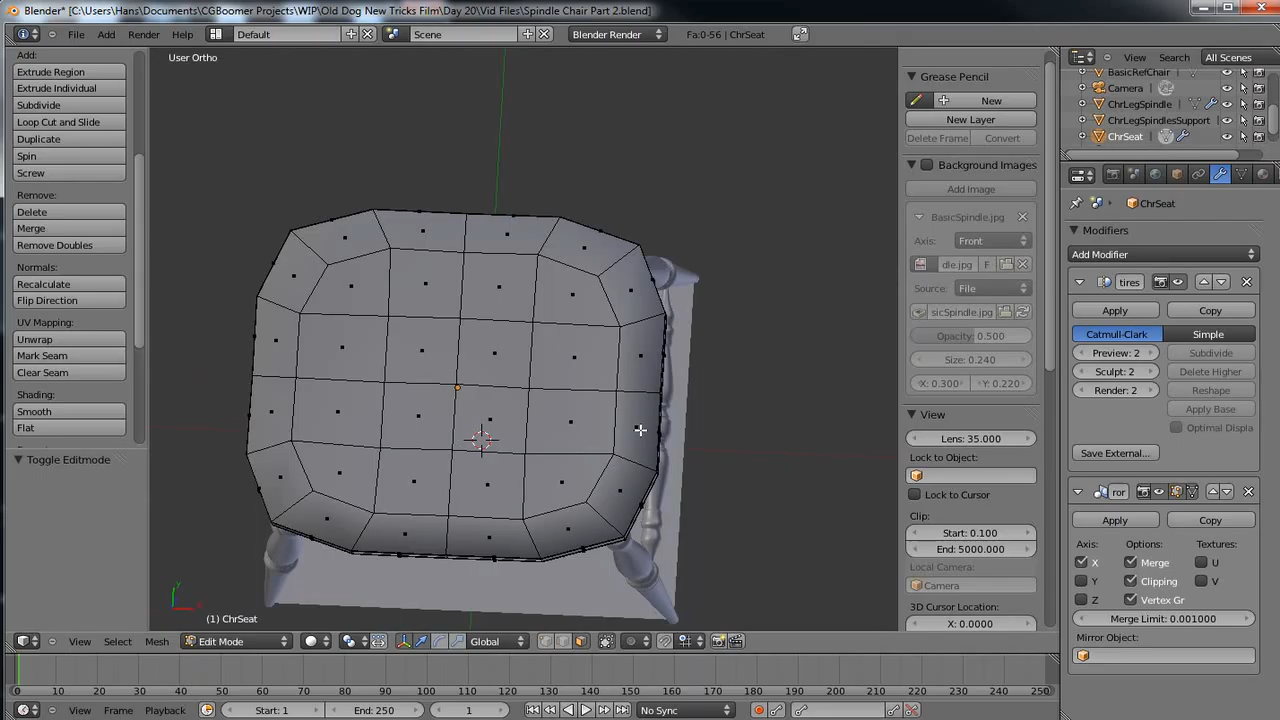 Blender* [C:\Users\Hans\Documents\CGBoomer Projects\WIP\Old Dog New Tricks Film\Day 20\Vid Files\Spindle Chair Part 2.blend]
File Add Render Help Default Scene Blender Render Fa:0-56 | ChrSeat
View Search All Scenes
Add:
Extrude Region
Extrude Individual
Subdivide
Loop Cut and Slide
Duplicate
Spin
Screw
Remove:
Delete
Merge
Remove Doubles
Normals:
Recalculate
Flip Direction
UV Mapping:
Unwrap
Mark Seam
Clear Seam
Shading:
Smooth
Flat
Toggle Editmode
User Ortho
(1) ChrSeat
Grease Pencil
New
New Layer
Delete Frame Convert
Background Images
Add Image
BasicSpindle.jpg
Axis: Front
dle.jpg F
Source: File
sicSpindle.jpg
Opacity: 0.500
Size: 0.240
X: 0.300 Y: 0.220
View
Lens: 35.000
Lock to Object:
Lock to Cursor
Clip:
Start: 0.100
End: 5000.000
Local Camera:
Camera
3D Cursor Location:
X: 0.0000
BasicRefChair
Camera
ChrLegSpindle
ChrLegSpindlesSupport
ChrSeat
ChrSeat
Modifiers
Add Modifier
tires
Apply Copy
Catmull-Clark Simple
Preview: 2 Subdivide
Sculpt: 2 Delete Higher
Render: 2 Reshape
Apply Base
Optimal Displa
Save External...
ror
Apply Copy
Axis: Options: Textures:
X Merge U
Y Clipping V
Z Vertex Gr
Merge Limit: 0.001000
Mirror Object:
View Select Mesh Edit Mode Global
0 10 20 30 40 50 60 70 80 90 100 110 120 130 140 150 160 170 180 190 200 210 220 230 240 250
View Frame Playback Start: 1 End: 250 1 No Sync